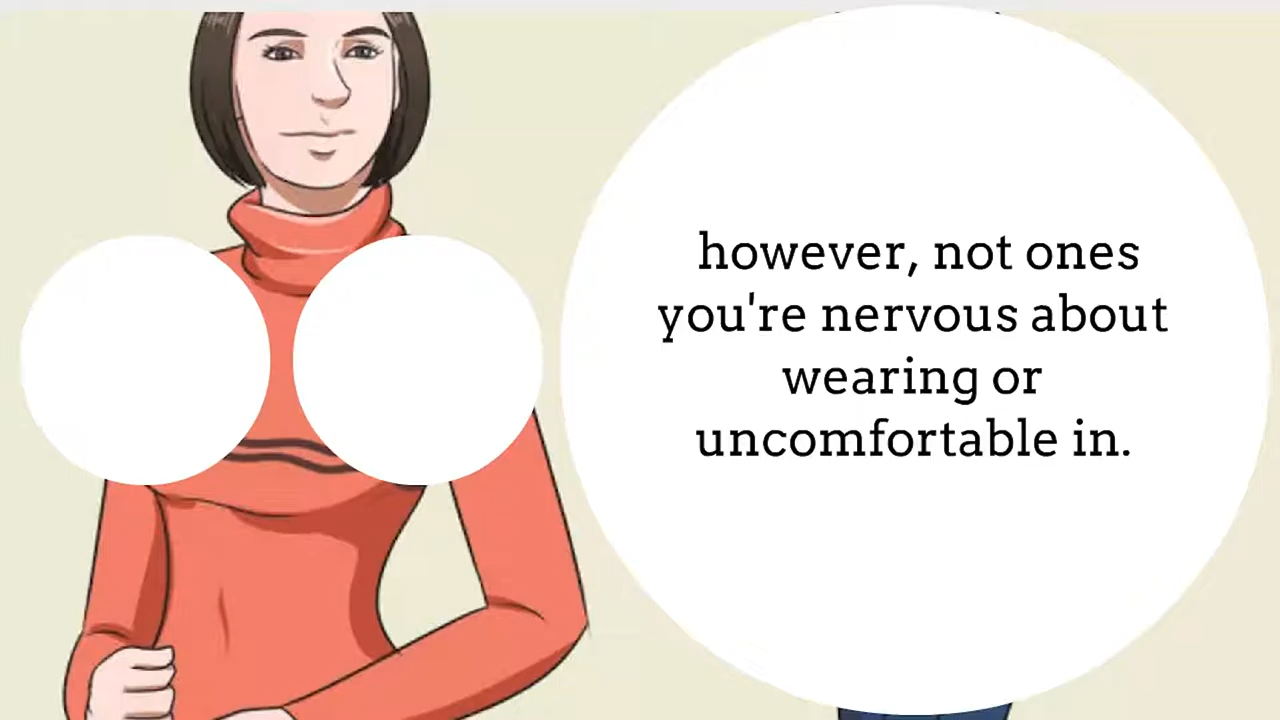 however, not ones
you're nervous about
wearing or
uncomfortable in.